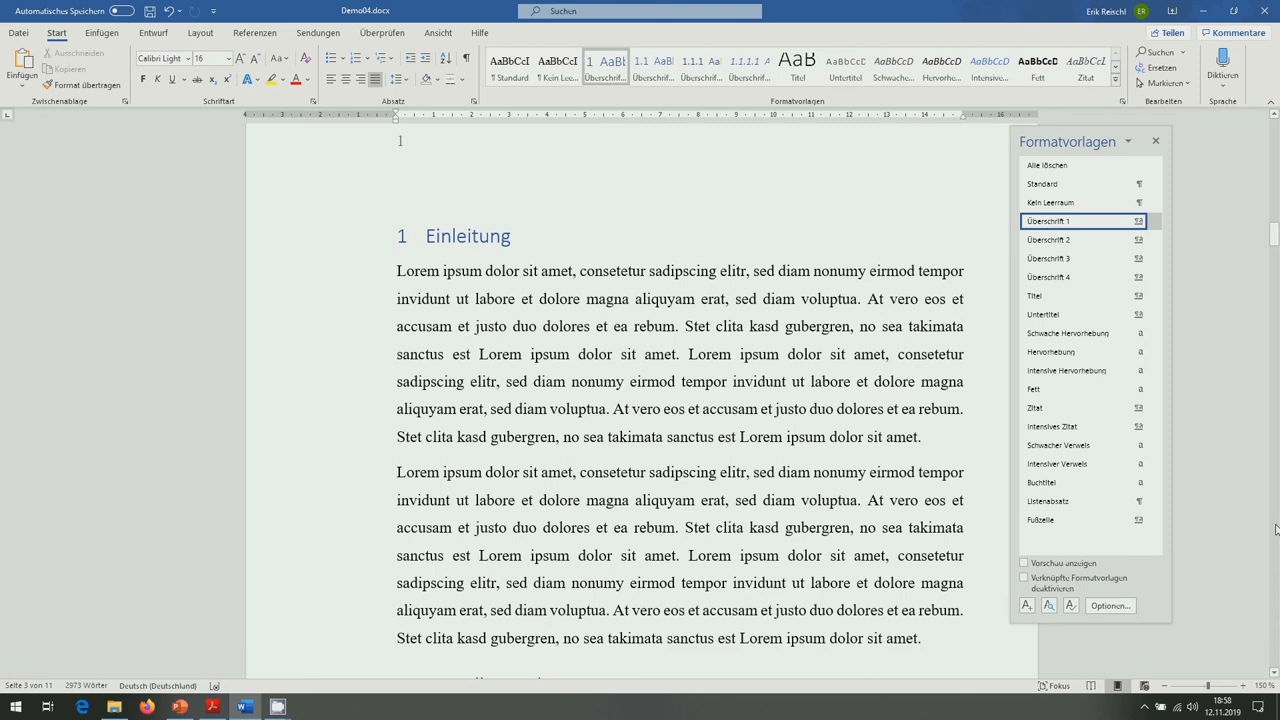 Automatisches Speichern
Demo04.docx
Suchen
Erik Reischl
ER
Datei Start Einfügen Entwurf Layout Referenzen Sendungen Überprüfen Ansicht Hilfe
Teilen Kommentare
Einfügen
Ausschneiden
Kopieren
Format übertragen
Zwischenablage
Calibri Light 16
Schriftart
Absatz
AaBbCcI AaBbCcI 1 AaBb 1.1 AaBb 1.1.1 Aa 1.1.1.1 AaB Titel AaBbCcD AaBbCcD AaBbCcD AaBbCcD AaBbCcI AaBbCcD
¶ Standard ¶ Kein Lee... Überschrif... Überschrif... Überschrif... Überschrif... Untertitel Schwache... Hervorhe... Intensive... Fett Zitat
Formatvorlagen
Suchen
Ersetzen
Markieren
Bearbeiten
Diktieren
Sprache
1
1 Einleitung
Lorem ipsum dolor sit amet, consetetur sadipscing elitr, sed diam nonumy eirmod tempor
invidunt ut labore et dolore magna aliquyam erat, sed diam voluptua. At vero eos et
accusam et justo duo dolores et ea rebum. Stet clita kasd gubergren, no sea takimata
sanctus est Lorem ipsum dolor sit amet. Lorem ipsum dolor sit amet, consetetur
sadipscing elitr, sed diam nonumy eirmod tempor invidunt ut labore et dolore magna
aliquyam erat, sed diam voluptua. At vero eos et accusam et justo duo dolores et ea rebum.
Stet clita kasd gubergren, no sea takimata sanctus est Lorem ipsum dolor sit amet.
Lorem ipsum dolor sit amet, consetetur sadipscing elitr, sed diam nonumy eirmod tempor
invidunt ut labore et dolore magna aliquyam erat, sed diam voluptua. At vero eos et
accusam et justo duo dolores et ea rebum. Stet clita kasd gubergren, no sea takimata
sanctus est Lorem ipsum dolor sit amet. Lorem ipsum dolor sit amet, consetetur
sadipscing elitr, sed diam nonumy eirmod tempor invidunt ut labore et dolore magna
aliquyam erat, sed diam voluptua. At vero eos et accusam et justo duo dolores et ea rebum.
Stet clita kasd gubergren, no sea takimata sanctus est Lorem ipsum dolor sit amet.
Formatvorlagen
Alle löschen
Standard
Kein Leerraum
Überschrift 1
Überschrift 2
Überschrift 3
Überschrift 4
Titel
Untertitel
Schwache Hervorhebung
Hervorhebung
Intensive Hervorhebung
Fett
Zitat
Intensives Zitat
Schwacher Verweis
Intensiver Verweis
Buchtitel
Listenabsatz
Fußzeile
Vorschau anzeigen
Verknüpfte Formatvorlagen
deaktivieren
Optionen...
Seite 3 von 11 2973 Wörter Deutsch (Deutschland)
Fokus
150 %
18:58
12.11.2019